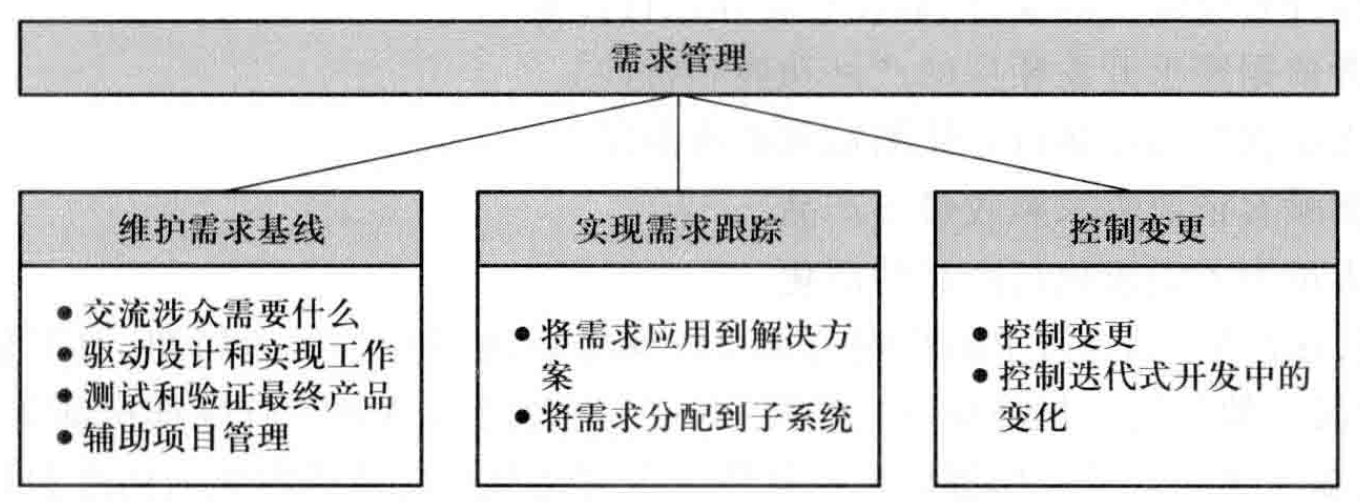 需求管理
维护需求基线
● 交流涉众需要什么
● 驱动设计和实现工作
● 测试和验证最终产品
● 辅助项目管理
实现需求跟踪
● 将需求应用到解决方
案
● 将需求分配到子系统
控制变更
● 控制变更
● 控制迭代式开发中的
变化